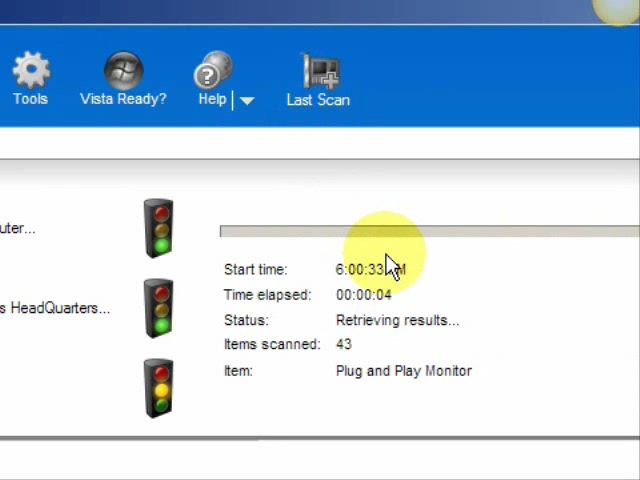 Tools
Vista Ready?
Help
Last Scan
uter...
s HeadQuarters...
Start time: 6:00:33 M
Time elapsed: 00:00:04
Status: Retrieving results...
Items scanned: 43
Item: Plug and Play Monitor